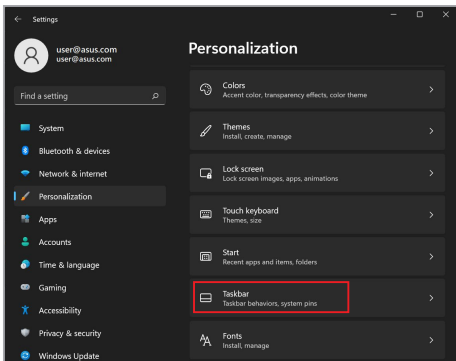 Settings
user@asus.com
user@asus.com
Find a setting
System
Bluetooth & devices
Network & internet
Personalization
Apps
Accounts
Time & language
Gaming
Accessibility
Privacy & security
Windows Update
Personalization
Colors
Accent color, transparency effects, color theme
Themes
Install, create, manage
Lock screen
Lock screen images, apps, animations
Touch keyboard
Themes, size
Start
Recent apps and items, folders
Taskbar
Taskbar behaviors, system pins
Fonts
Install, manage